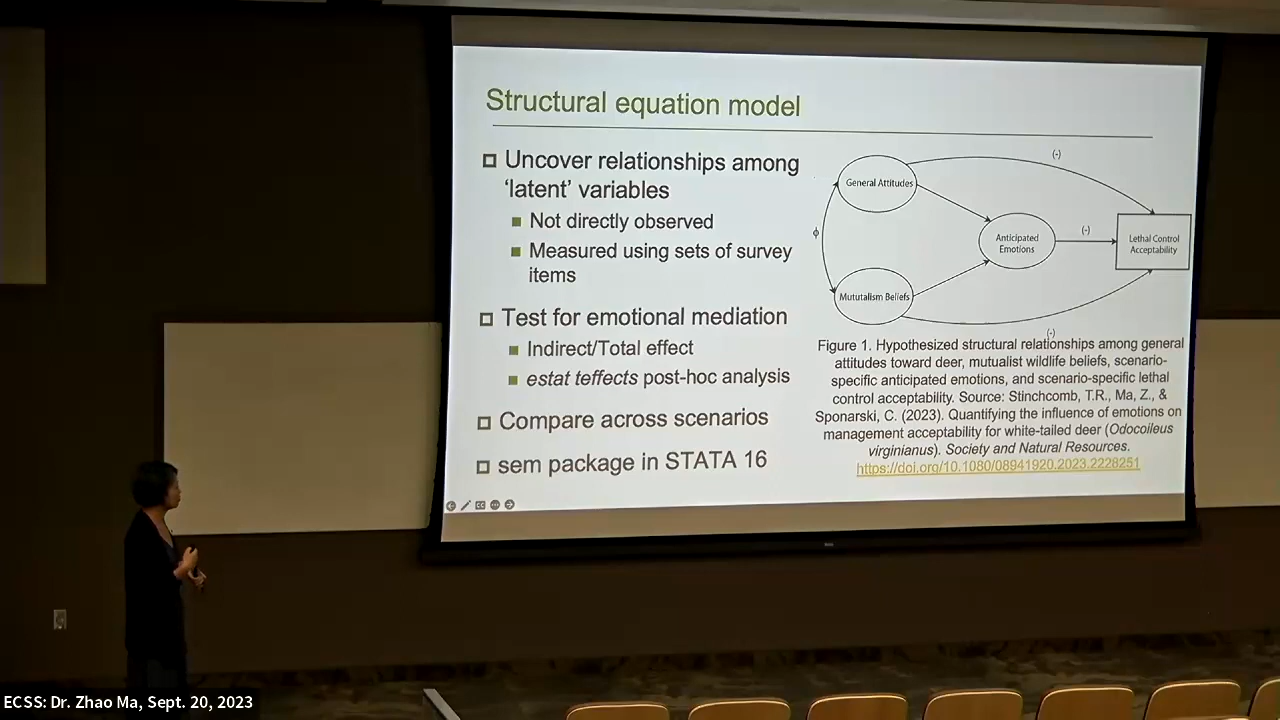 Structural equation model
Uncover relationships among
‘latent’ variables
Not directly observed
Measured using sets of survey
items
Test for emotional mediation
Indirect/Total effect
estat teffects post-hoc analysis
Compare across scenarios
sem package in STATA 16
(-)
General Attitudes
ϕ
Anticipated
Emotions
(-)
Lethal Control
Acceptability
Mututalism Beliefs
(-)
Figure 1. Hypothesized structural relationships among general
attitudes toward deer, mutualist wildlife beliefs, scenario-
specific anticipated emotions, and scenario-specific lethal
control acceptability. Source: Stinchcomb, T.R., Ma, Z., &
Sponarski, C. (2023). Quantifying the influence of emotions on
management acceptability for white-tailed deer (Odocoileus
virginianus). Society and Natural Resources.
https://doi.org/10.1080/08941920.2023.2228251
ECSS: Dr. Zhao Ma, Sept. 20, 2023